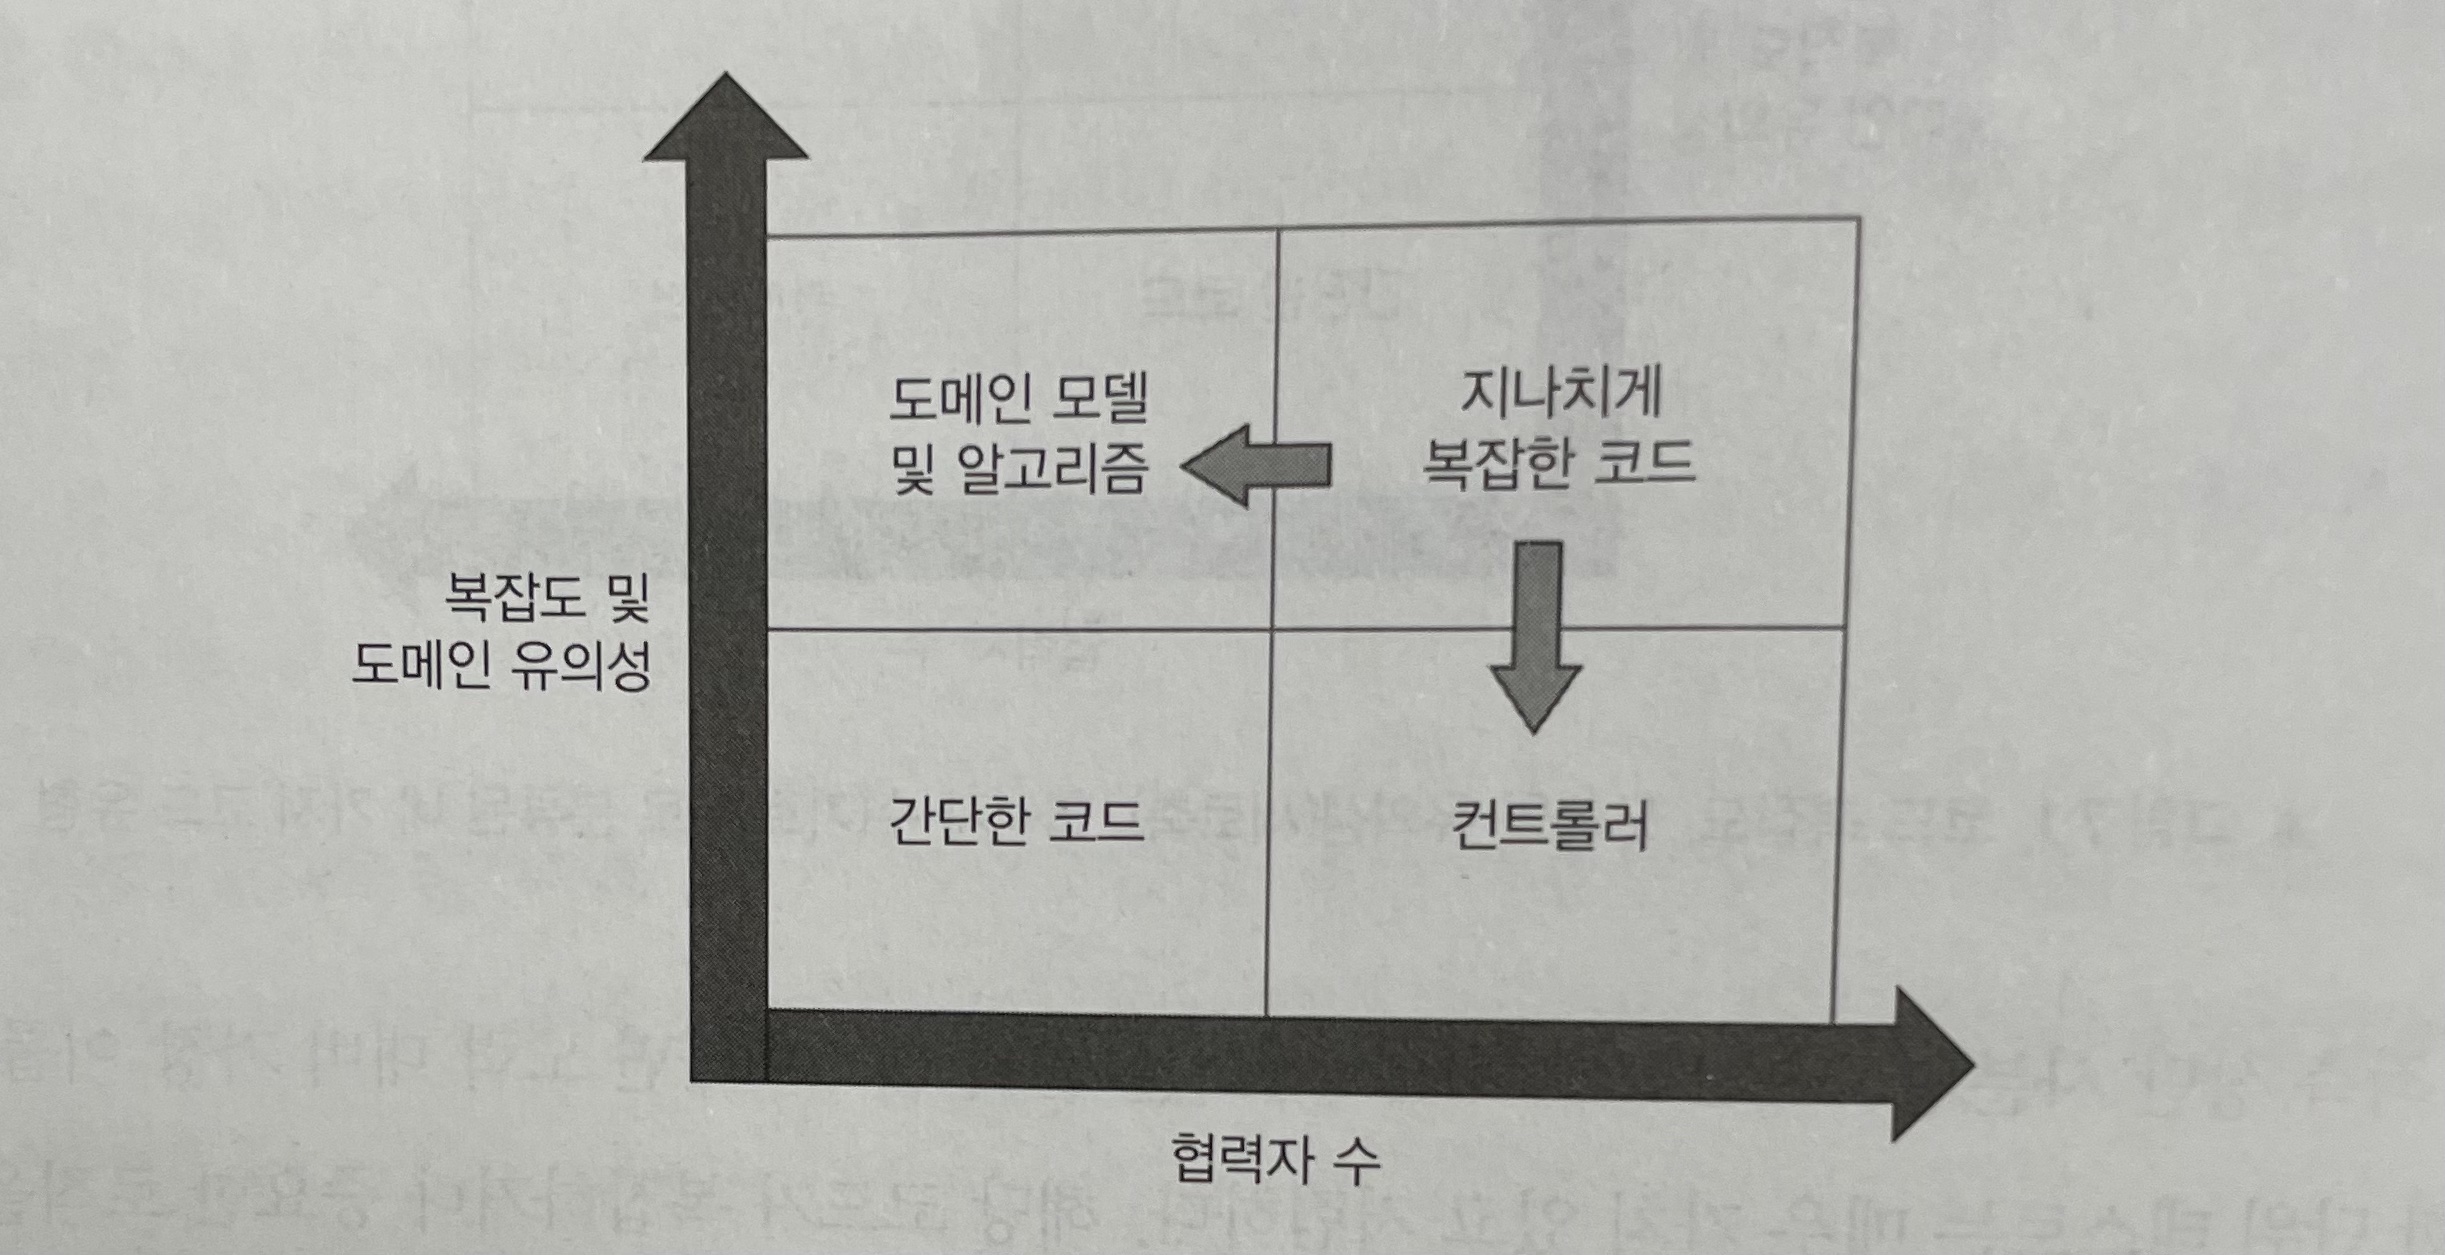 도메인 모델
및 알고리즘
지나치게
복잡한 코드
복잡도 및
도메인 유의성
간단한 코드
컨트롤러
협력자 수